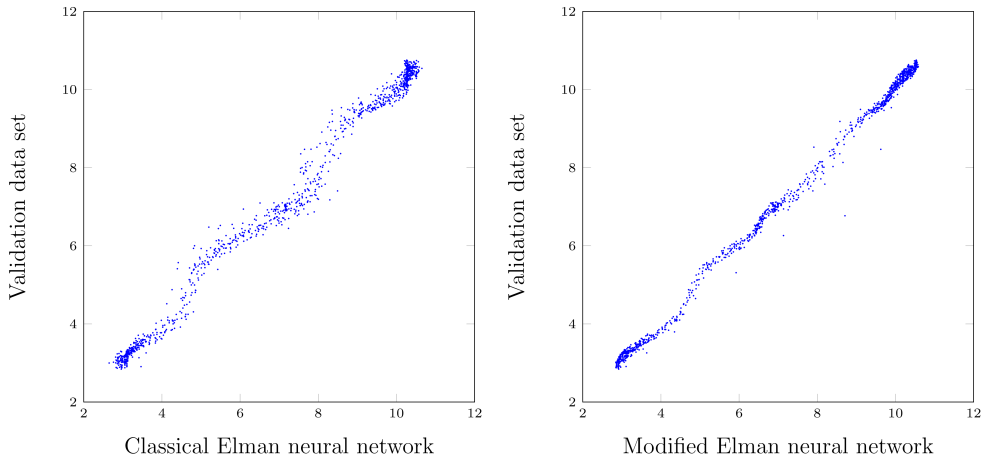 12
10
8
6
4
2
2 4 6 8 10 12
Validation data set
Classical Elman neural network
12
10
8
6
4
2
2 4 6 8 10 12
Validation data set
Modified Elman neural network